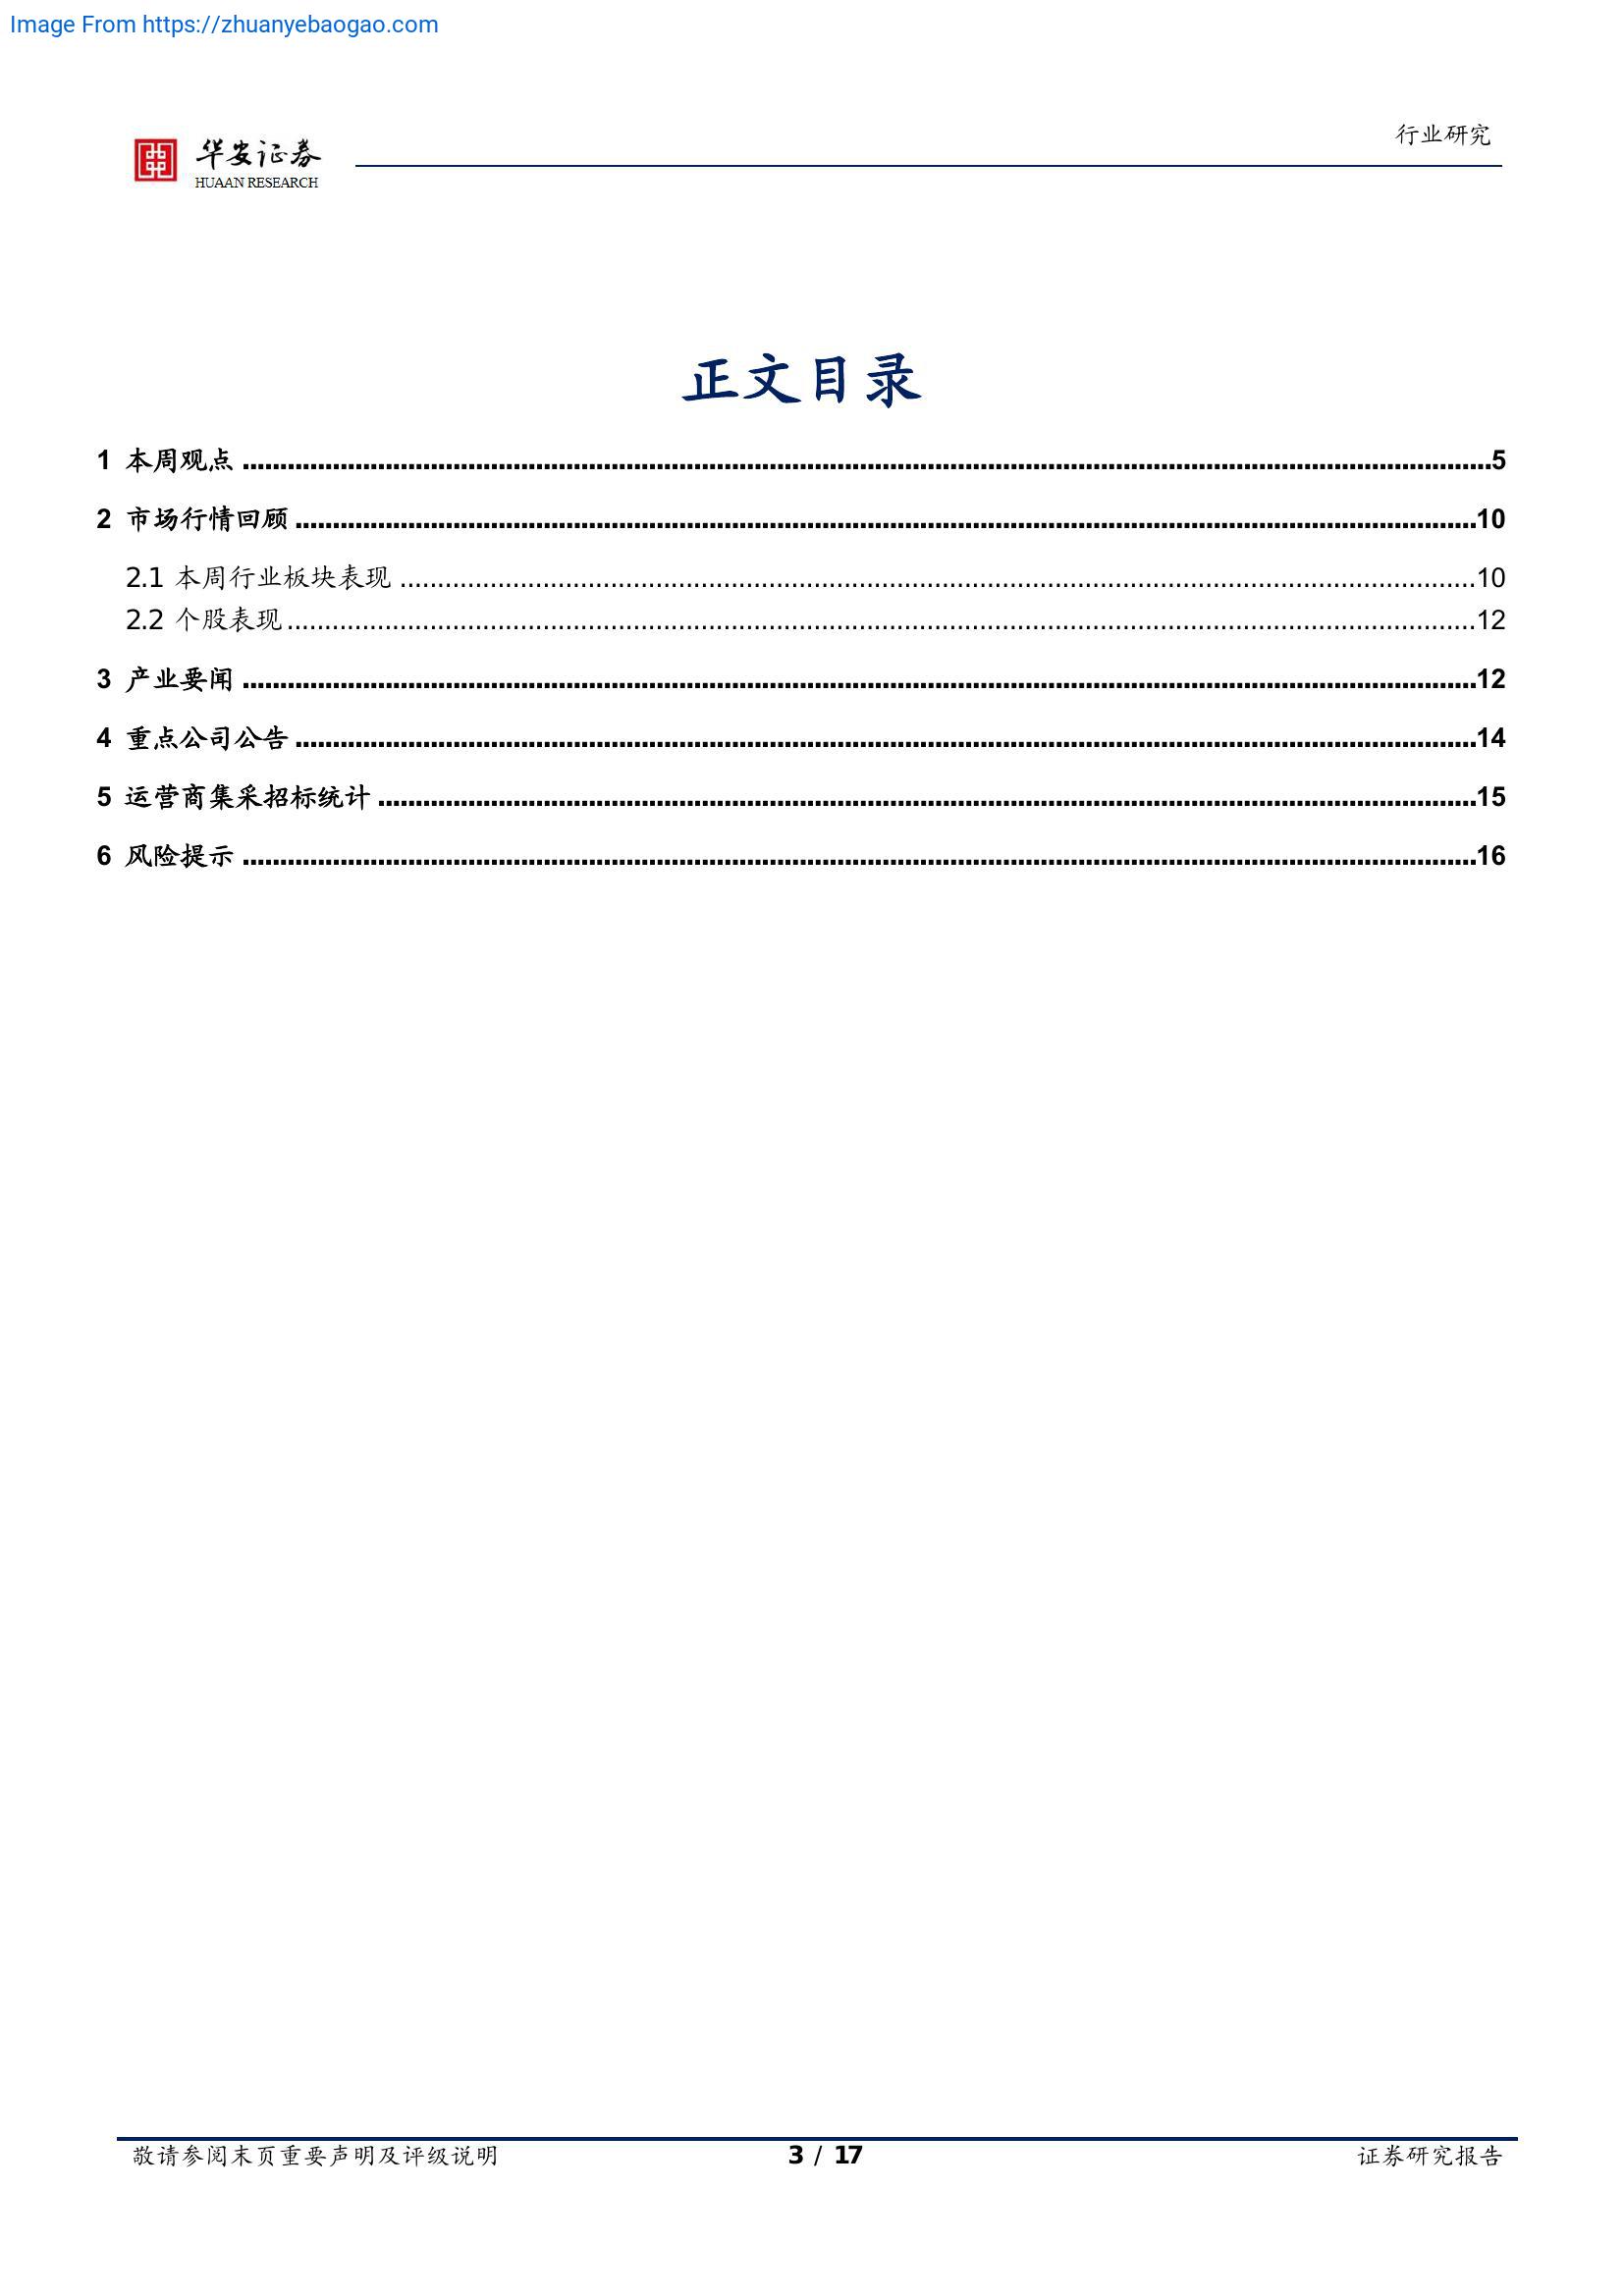 Image From https://zhuanyebaogao.com
行业研究
华安证券
HUAAN RESEARCH
正文目录
1 本周观点 ........................................................ 5
2 市场行情回顾 ........................................................ 10
2.1 本周行业板块表现 ........................................................ 10
2.2 个股表现 ........................................................ 12
3 产业要闻 ........................................................ 12
4 重点公司公告 ........................................................ 14
5 运营商集采招标统计 ........................................................ 15
6 风险提示 ........................................................ 16
敬请参阅末页重要声明及评级说明 3 / 17 证券研究报告